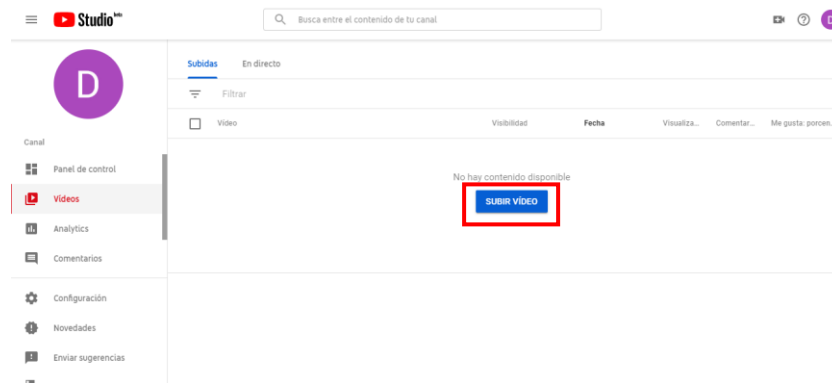 Studio beta
Busca entre el contenido de tu canal
D
D
Subidas En directo
Filtrar
Vídeo Visibilidad Fecha Visualiza... Comentar... Me gusta: porcen.
Canal
Panel de control
No hay contenido disponible
Vídeos
SUBIR VÍDEO
Analytics
Comentarios
Configuración
Novedades
Enviar sugerencias